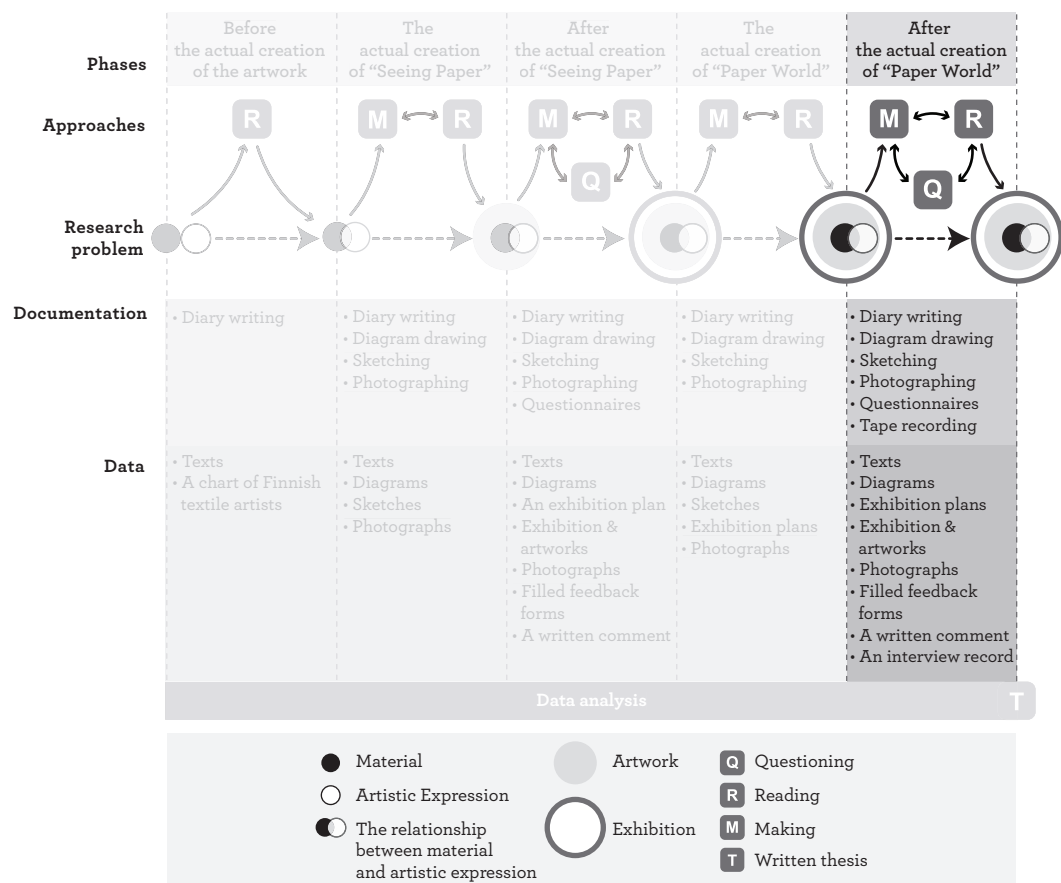 Phases
Before
the actual creation
of the artwork
The
actual creation
of “Seeing Paper”
After
the actual creation
of “Seeing Paper”
The
actual creation
of “Paper World”
After
the actual creation
of “Paper World”
Approaches
R
M
R
M
R
Q
M
R
M
R
Q
Research
problem
Documentation
• Diary writing
• Diary writing
• Diagram drawing
• Sketching
• Photographing
• Diary writing
• Diagram drawing
• Sketching
• Photographing
• Questionnaires
• Diary writing
• Diagram drawing
• Sketching
• Photographing
• Diary writing
• Diagram drawing
• Sketching
• Photographing
• Questionnaires
• Tape recording
Data
• Texts
• A chart of Finnish
textile artists
• Texts
• Diagrams
• Sketches
• Photographs
• Texts
• Diagrams
• An exhibition plan
• Exhibition &
artworks
• Photographs
• Filled feedback
forms
• A written comment
• Texts
• Diagrams
• Sketches
• Exhibition plans
• Photographs
• Texts
• Diagrams
• Exhibition plans
• Exhibition &
artworks
• Photographs
• Filled feedback
forms
• A written comment
• An interview record
Data analysis
T
Material
Artistic Expression
The relationship
between material
and artistic expression
Artwork
Exhibition
Q Questioning
R Reading
M Making
T Written thesis